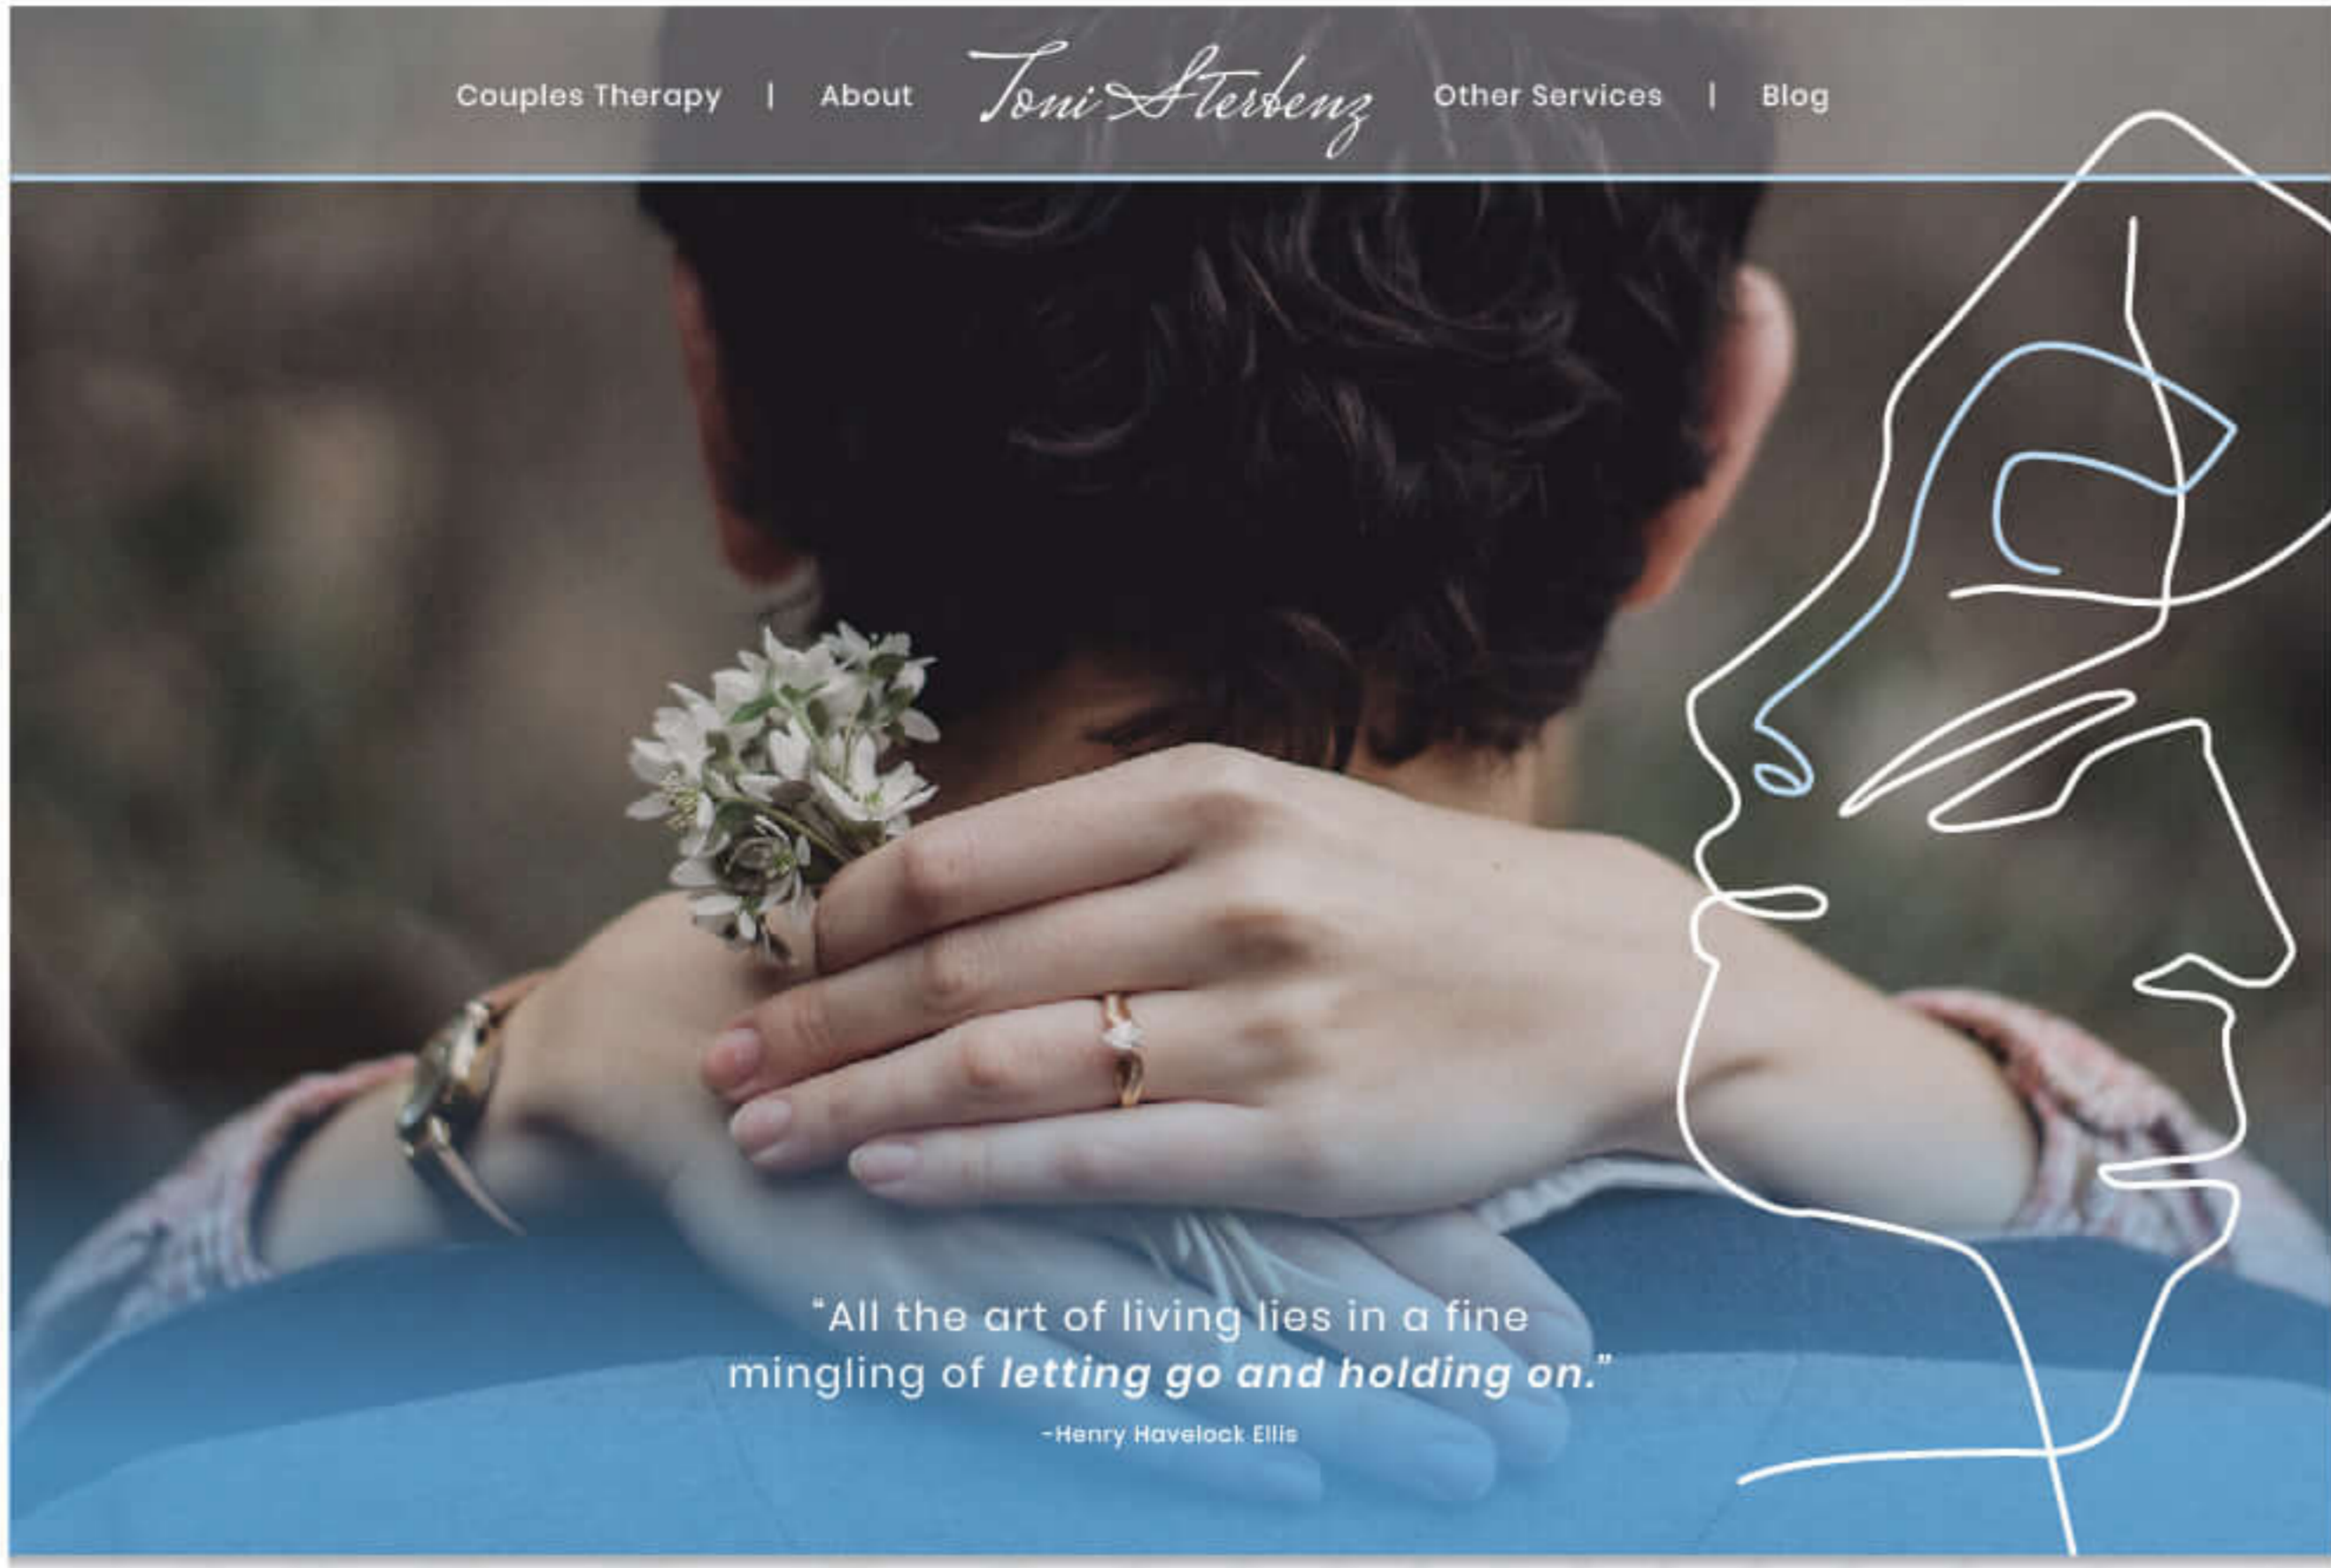 Couples Therapy | About Toni Sterbenz Other Services | Blog
“All the art of living lies in a fine
mingling of letting go and holding on.”
-Henry Havelock Ellis